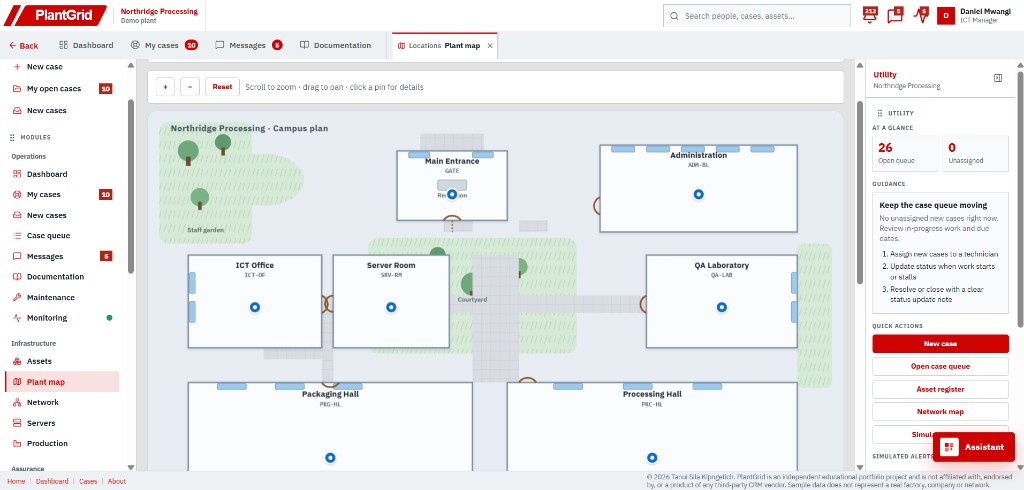 PlantGrid
Northridge Processing
Demo plant
Search people, cases, assets...
212
5
5
D
Daniel Mwangi
ICT Manager
Back
Dashboard
My cases 10
Messages 5
Documentation
Locations Plant map ×
New case
My open cases 10
New cases
MODULES
Operations
Dashboard
My cases 10
New cases
Case queue
Messages 5
Documentation
Maintenance
Monitoring
Infrastructure
Assets
Plant map
Network
Servers
Production
Assurance
+
−
Reset
Scroll to zoom · drag to pan · click a pin for details
Northridge Processing · Campus plan
Staff garden
Main Entrance
GATE
Administration
ADM-BL
ICT Office
ICT-OF
Server Room
SRV-RM
Courtyard
QA Laboratory
QA-LAB
Packaging Hall
PKG-HL
Processing Hall
PRC-HL
Utility
Northridge Processing
UTILITY
AT A GLANCE
26
Open queue
0
Unassigned
GUIDANCE
Keep the case queue moving
No unassigned new cases right now.
Review in-progress work and due
dates.
1. Assign new cases to a technician
2. Update status when work starts
or stalls
3. Resolve or close with a clear
status update note
QUICK ACTIONS
New case
Open case queue
Asset register
Network map
Assistant
SIMULATED ALERTS
Home
Dashboard
Cases
About
© 2026 Tanui Sila Kipngetich. PlantGrid is an independent educational portfolio project and is not affiliated with, endorsed
by, or a product of any third-party CRM vendor. Sample data does not represent a real factory, company or network.